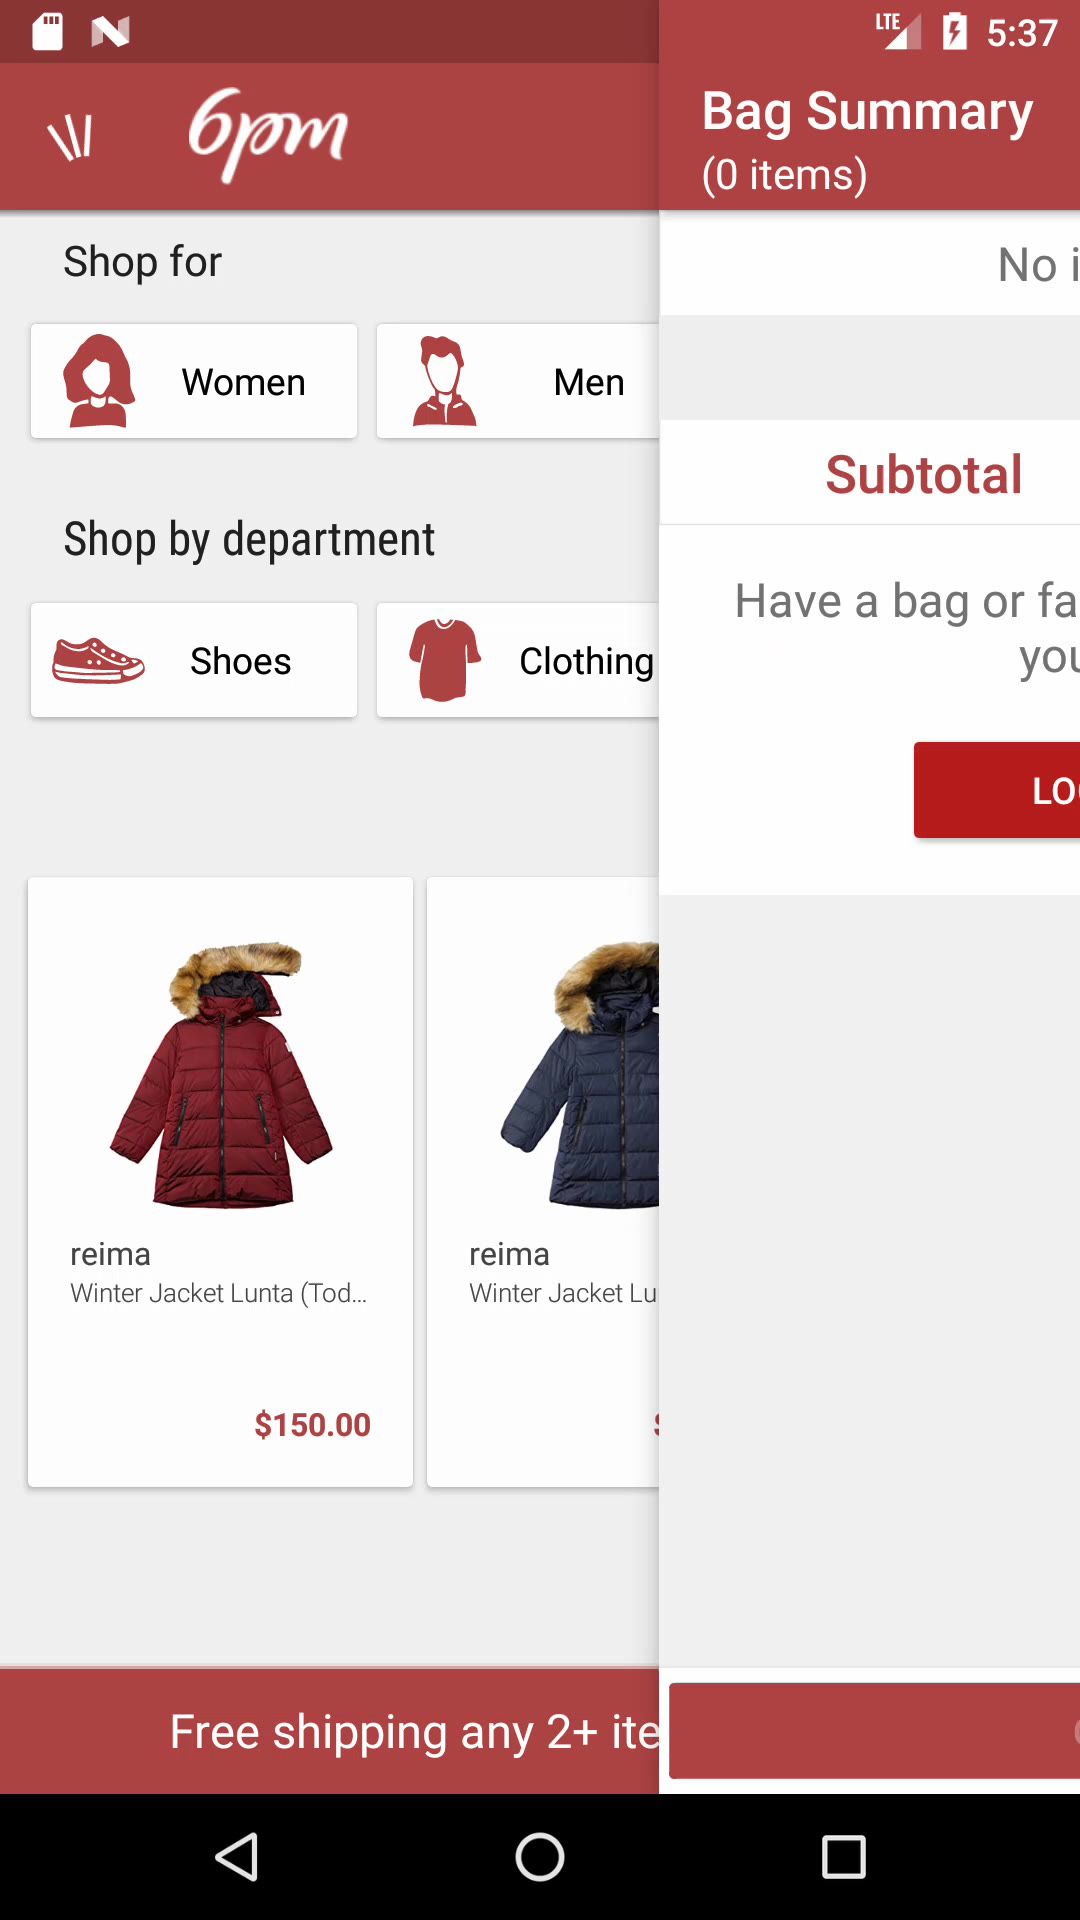 LTE
5:37
6pm
Bag Summary
(0 items)
Shop for
No i
Women
Men
Subtotal
Shop by department
Have a bag or fa
you
Shoes
Clothing
LO
reima
Winter Jacket Lunta (Tod...
$150.00
reima
Winter Jacket Lu
Free shipping any 2+ ite